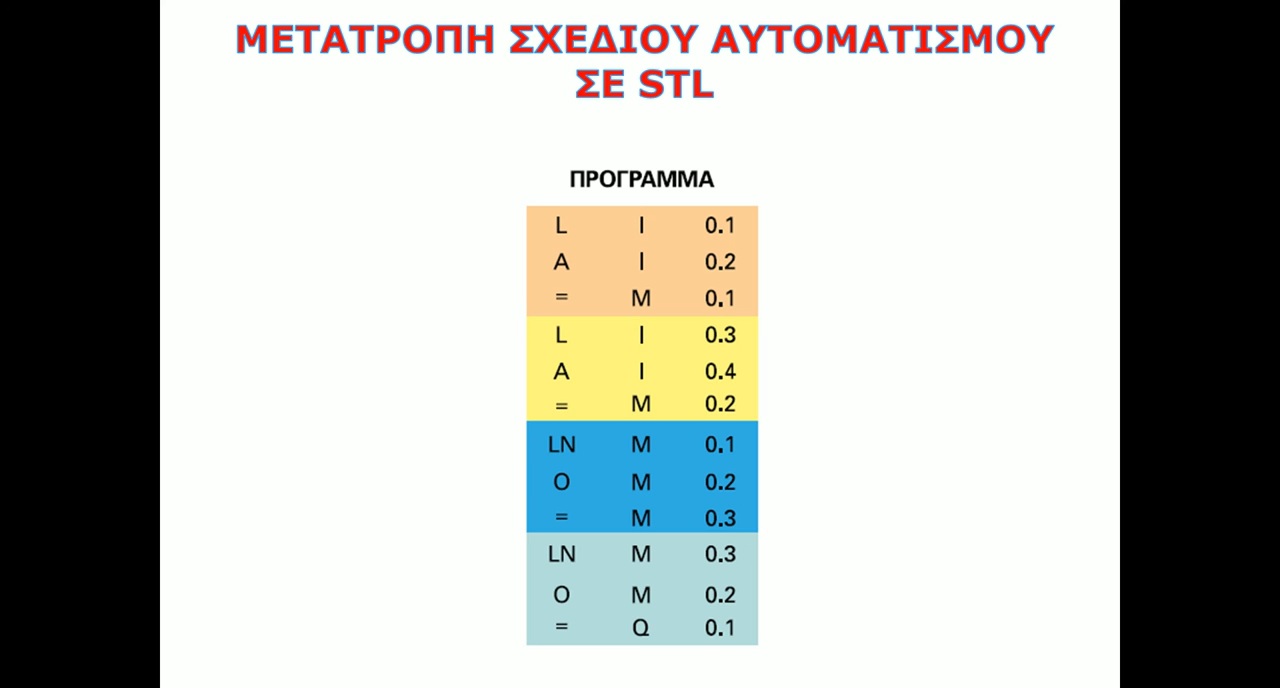 ΜΕΤΑΤΡΟΠΗ ΣΧΕΔΙΟΥ ΑΥΤΟΜΑΤΙΣΜΟΥ
ΣΕ STL
ΠΡΟΓΡΑΜΜΑ
L I 0.1
A I 0.2
= M 0.1
L I 0.3
A I 0.4
= M 0.2
LN M 0.1
O M 0.2
= M 0.3
LN M 0.3
O M 0.2
= Q 0.1